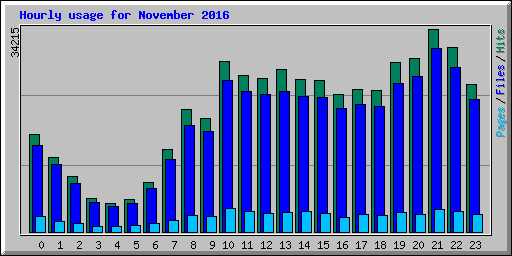 Hourly usage for November 2016
34215
Pages / Files / Hits
0 1 2 3 4 5 6 7 8 9 10 11 12 13 14 15 16 17 18 19 20 21 22 23